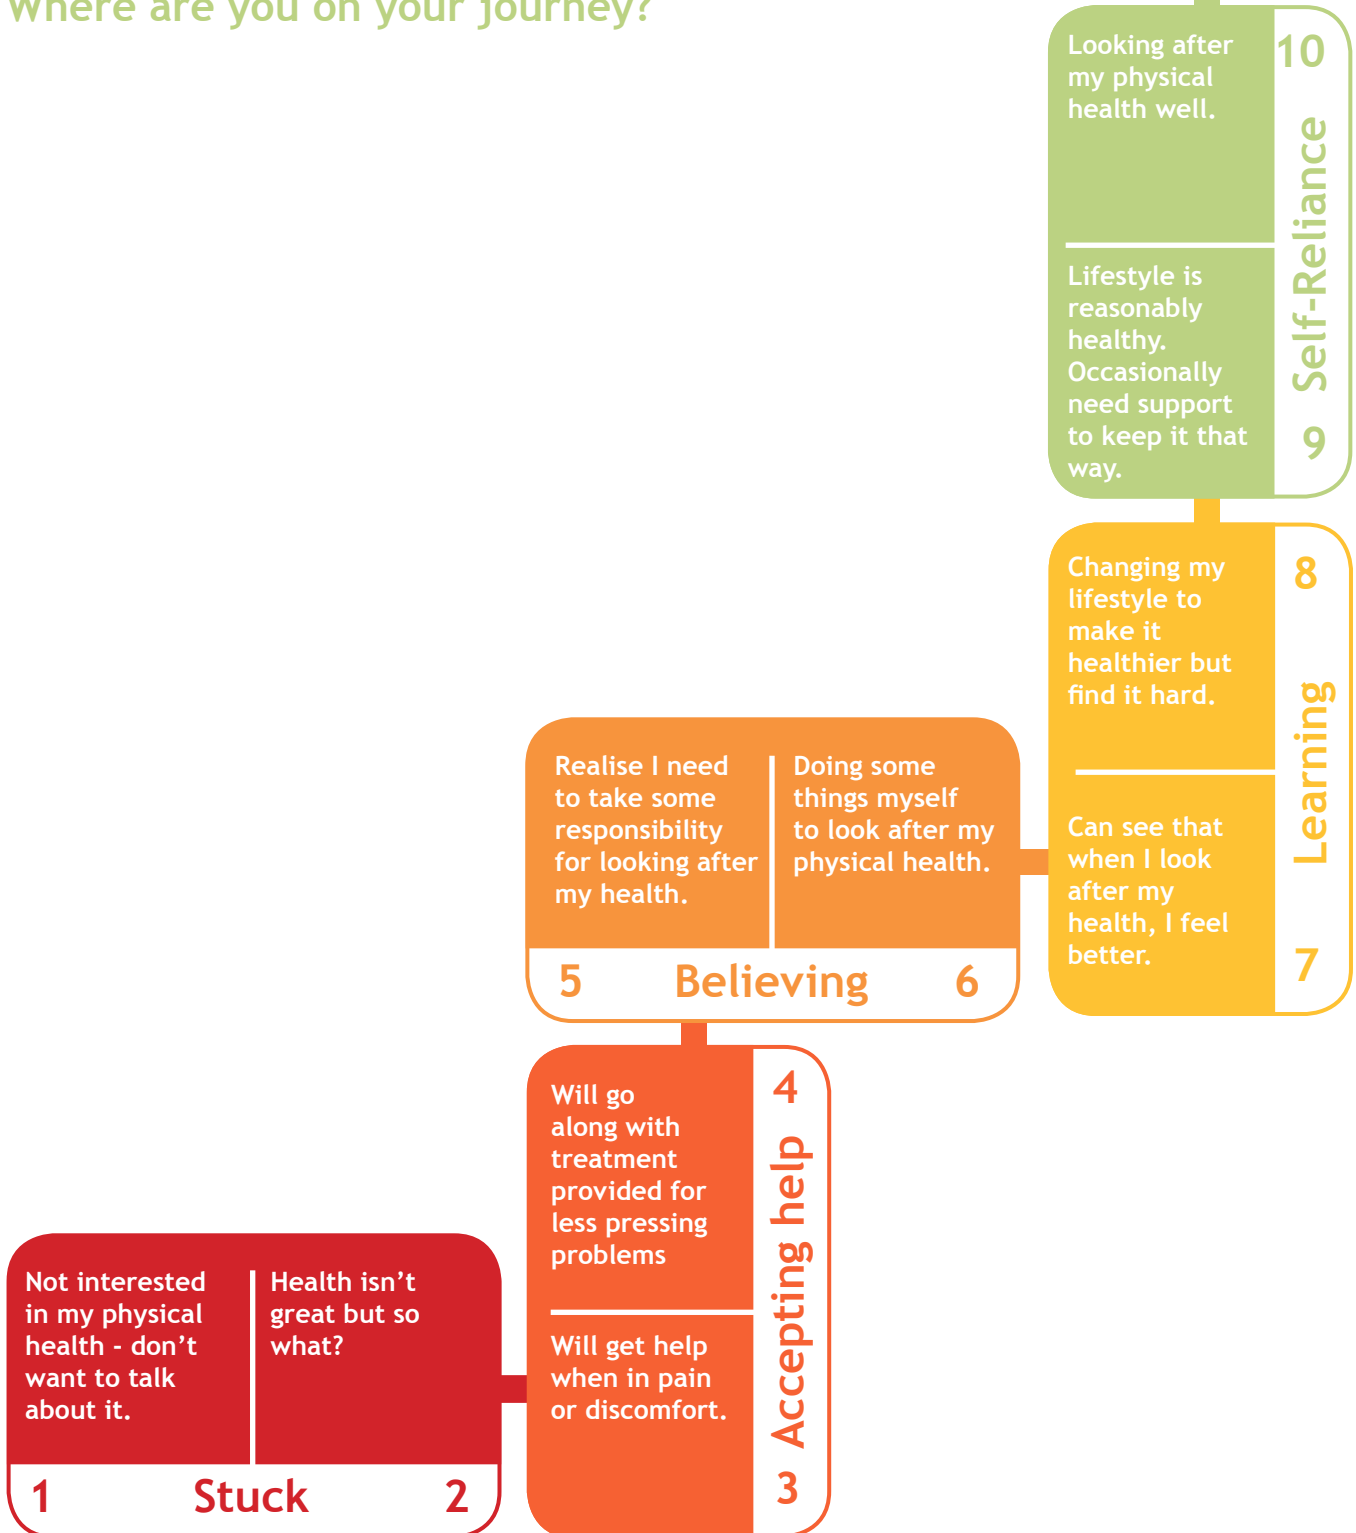 Where are you on your journey?
Looking after
my physical
health well.
10
Self-Reliance
Lifestyle is
reasonably
healthy.
Occasionally
need support
to keep it that
way.
9
Changing my
lifestyle to
make it
healthier but
find it hard.
8
Learning
Can see that
when I look
after my
health, I feel
better.
7
Realise I need
to take some
responsibility
for looking after
my health.
Doing some
things myself
to look after my
physical health.
5 Believing 6
Will go
along with
treatment
provided for
less pressing
problems
4
Accepting help
Will get help
when in pain
or discomfort.
3
Not interested
in my physical
health - don't
want to talk
about it.
Health isn't
great but so
what?
1 Stuck 2